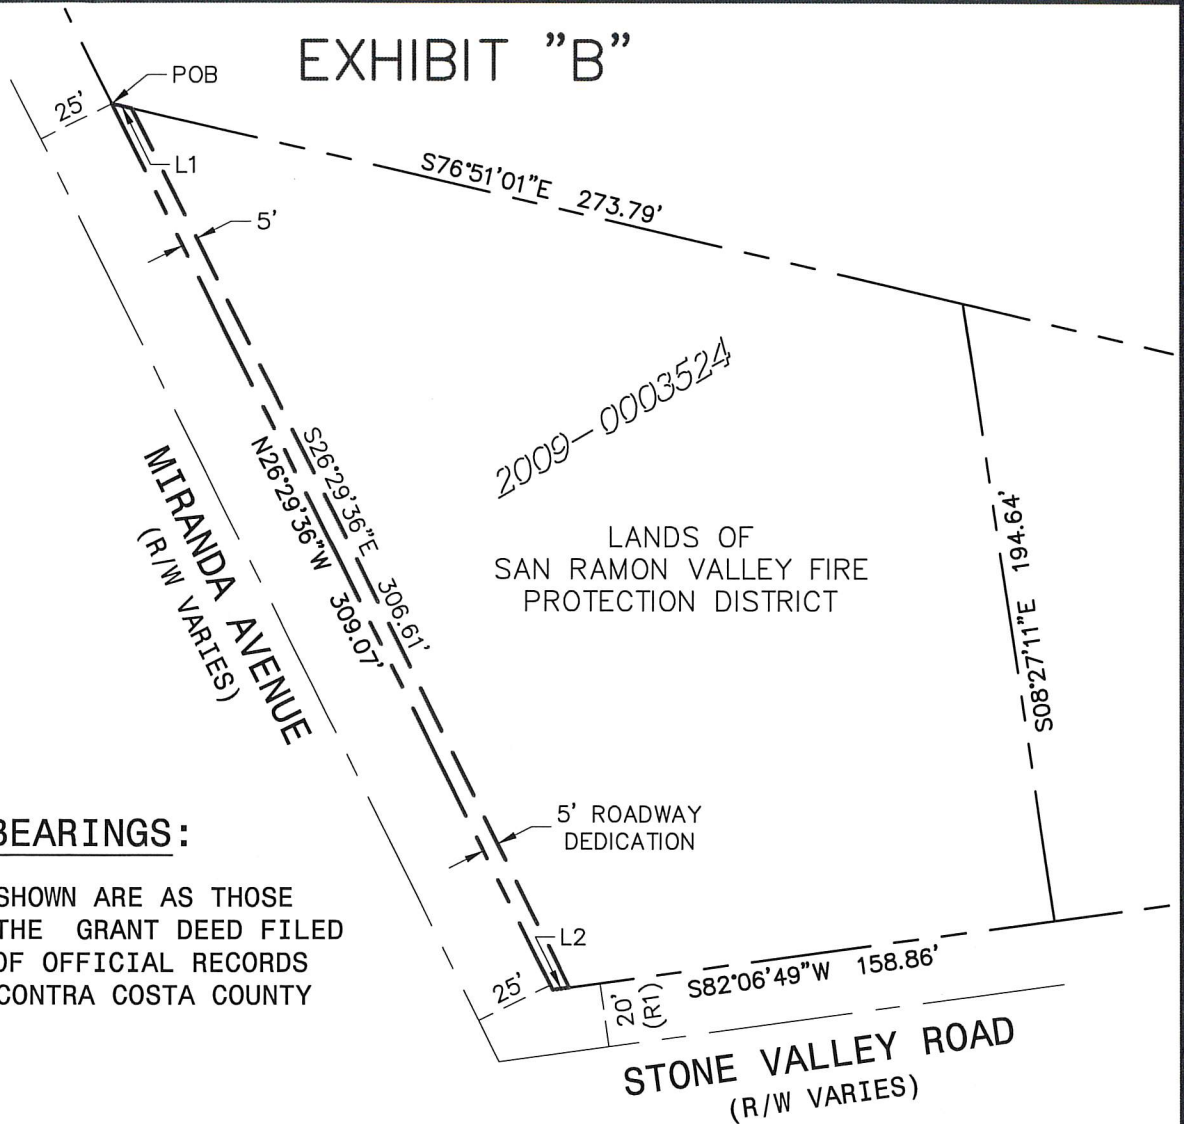 EXHIBIT "B"
POB
25'
L1
S76°51'01"E 273.79'
5'
2009-0003524
MIRANDA AVENUE
(R/W VARIES)
N26°29'36"W 309.07'
S26°29'36"E 306.61'
LANDS OF
SAN RAMON VALLEY FIRE
PROTECTION DISTRICT
S08°27'11"E 194.64'
5' ROADWAY
DEDICATION
BEARINGS:
SHOWN ARE AS THOSE
THE GRANT DEED FILED
OF OFFICIAL RECORDS
CONTRA COSTA COUNTY
L2
25'
20'
(R1)
S82°06'49"W 158.86'
STONE VALLEY ROAD
(R/W VARIES)